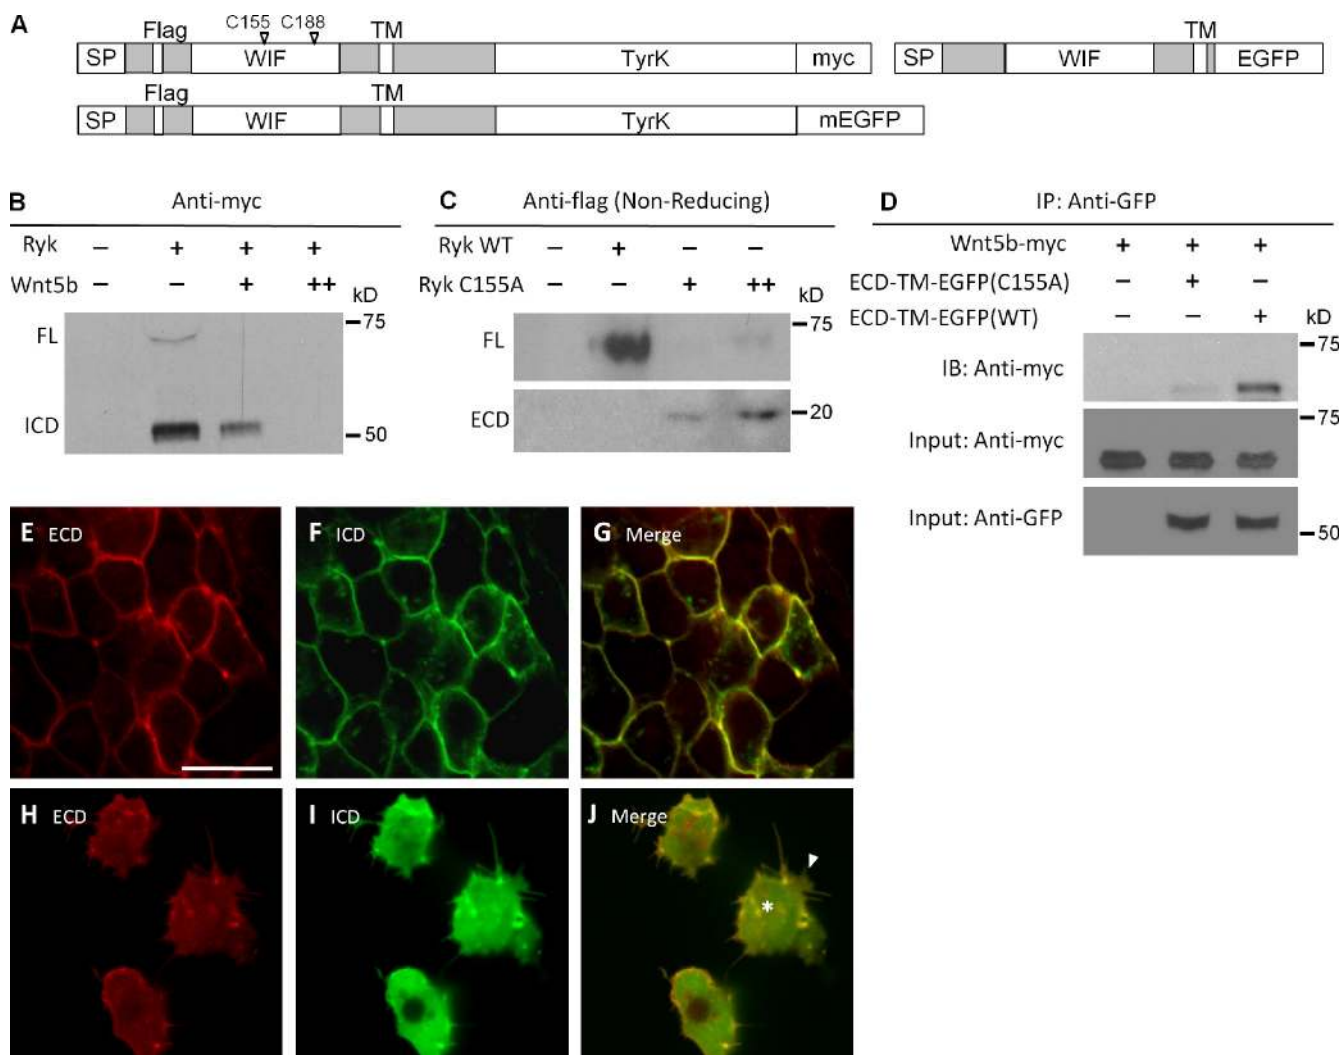 A
Flag C155 C188 TM
SP WIF TyrK myc
TM
SP WIF EGFP
Flag TM
SP WIF TyrK mEGFP
B Anti-myc
Ryk – + + +
Wnt5b – – + ++
kD
FL
75
ICD
50
C Anti-flag (Non-Reducing)
Ryk WT – + – –
Ryk C155A – – + ++
kD
FL
75
ECD
20
D IP: Anti-GFP
Wnt5b-myc + + +
ECD-TM-EGFP(C155A) – + –
ECD-TM-EGFP(WT) – – +
kD
75
IB: Anti-myc
75
Input: Anti-myc
Input: Anti-GFP
50
E ECD
F ICD
G Merge
H ECD
I ICD
J Merge
*